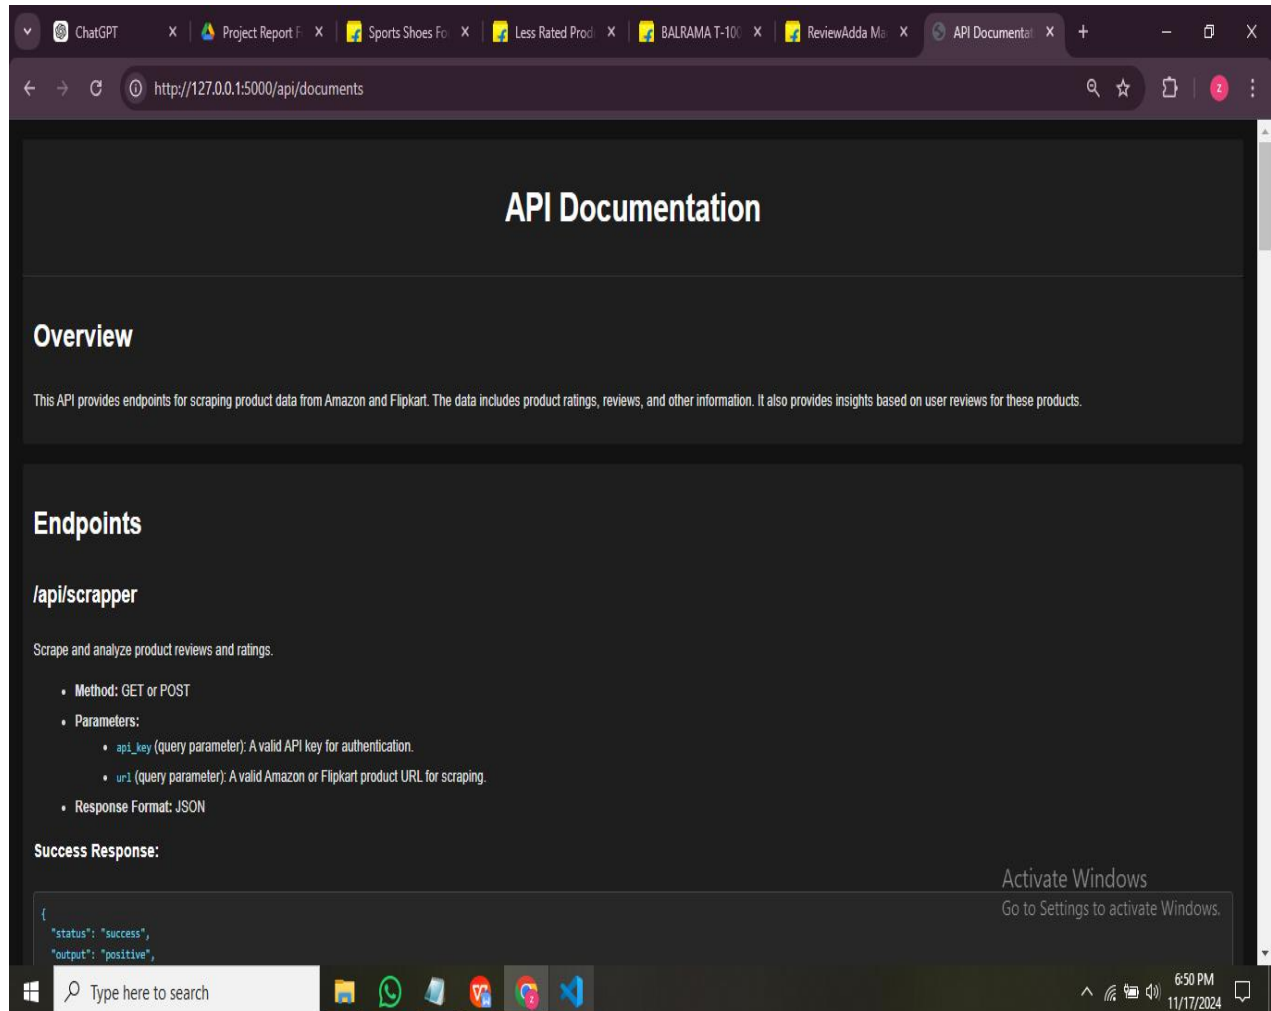 ChatGPT
Project Report F
Sports Shoes Fo
Less Rated Prod
BALRAMA T-100
ReviewAdda Ma
API Documentat
http://127.0.0.1:5000/api/documents
z
API Documentation
Overview
This API provides endpoints for scraping product data from Amazon and Flipkart. The data includes product ratings, reviews, and other information. It also provides insights based on user reviews for these products.
Endpoints
/api/scrapper
Scrape and analyze product reviews and ratings.
• Method: GET or POST
• Parameters:
• api_key (query parameter): A valid API key for authentication.
• url (query parameter): A valid Amazon or Flipkart product URL for scraping.
• Response Format: JSON
Success Response:
{
"status": "success",
"output": "positive",
Activate Windows
Go to Settings to activate Windows.
Type here to search
6:50 PM
11/17/2024